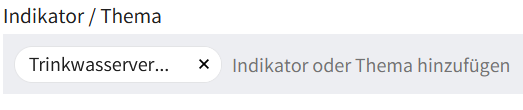 Indikator / Thema
Trinkwasserver... × Indikator oder Thema hinzufügen